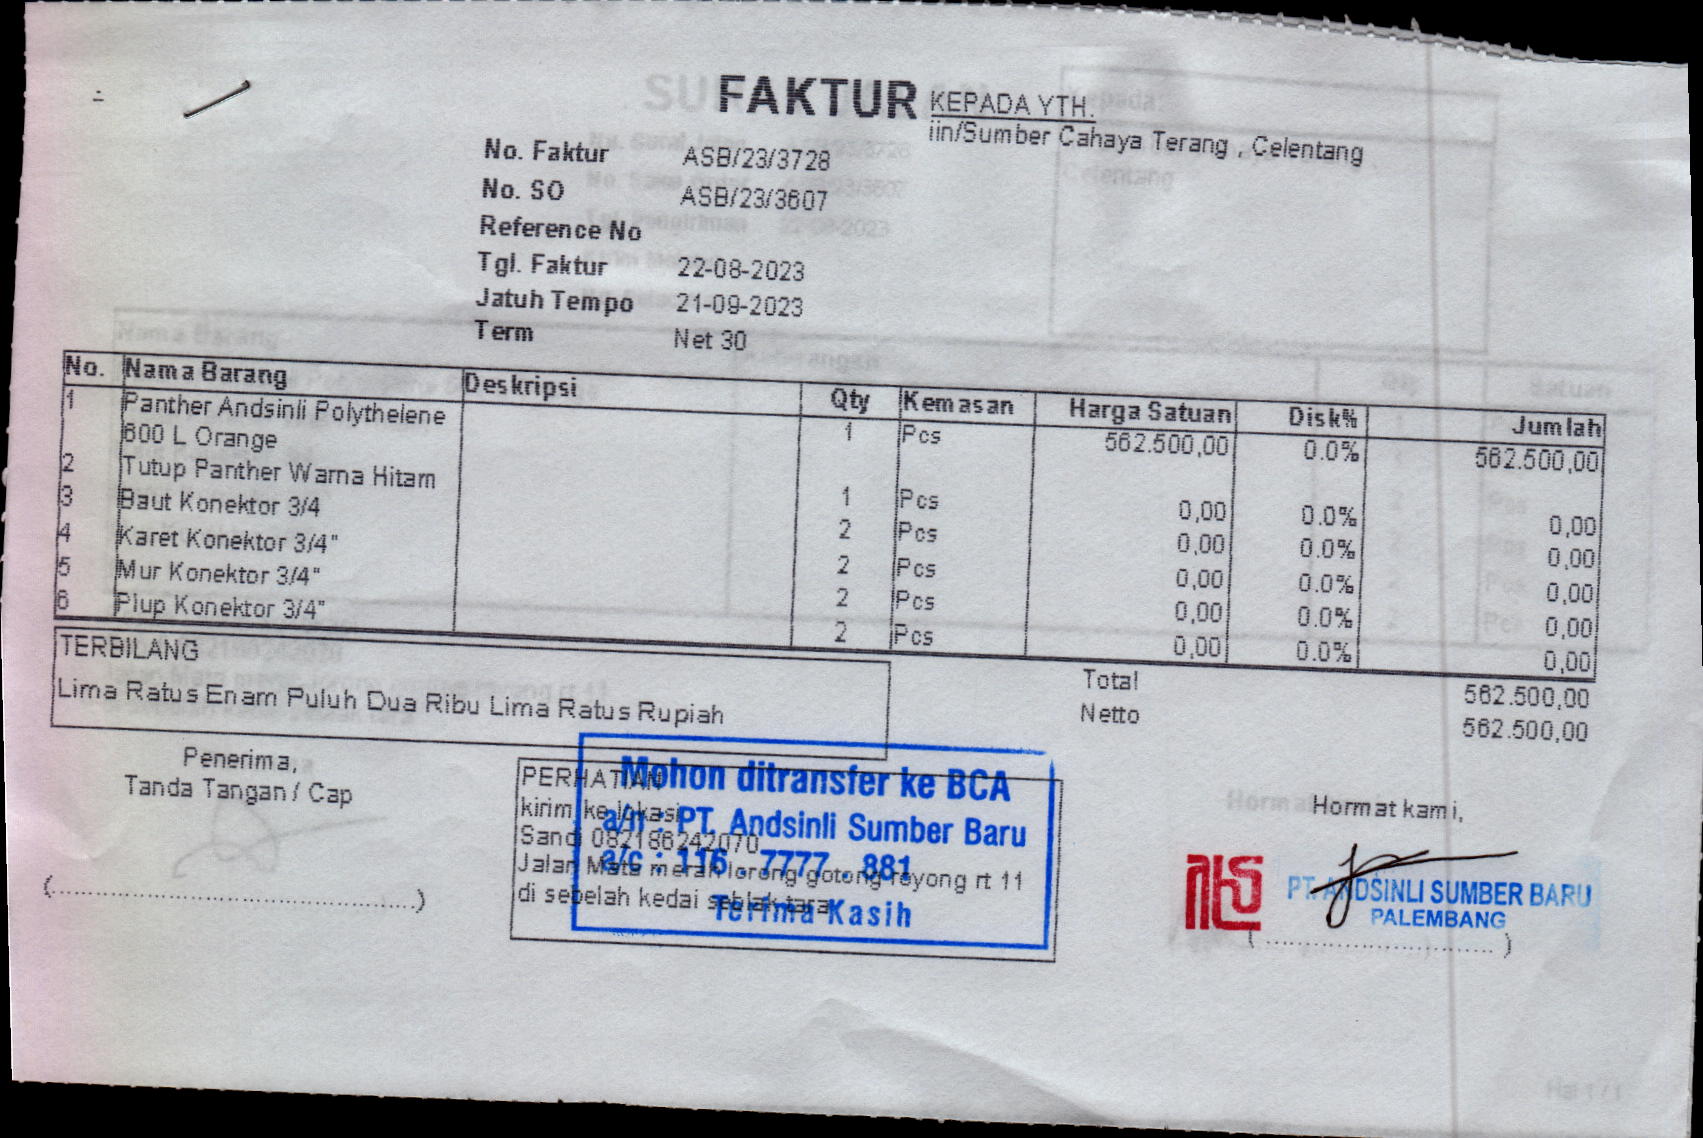 FAKTUR
KEPADA YTH.
iin/Sumber Cahaya Terang , Celentang
No. Faktur ASB/23/3728
No. SO ASB/23/3607
Reference No
Tgl. Faktur 22-08-2023
Jatuh Tempo 21-09-2023
Term Net 30
No. Nama Barang Deskripsi Qty Kemasan Harga Satuan Disk% Jumlah
1 Panther Andsinli Polythelene 1 Pcs 562.500,00 0.0% 562.500,00
600 L Orange
2 Tutup Panther Warna Hitam 1 Pcs 0,00 0.0% 0,00
3 Baut Konektor 3/4 2 Pcs 0,00 0.0% 0,00
4 Karet Konektor 3/4" 2 Pcs 0,00 0.0% 0,00
5 Mur Konektor 3/4" 2 Pcs 0,00 0.0% 0,00
6 Plup Konektor 3/4" 2 Pcs 0,00 0.0% 0,00
TERBILANG
Lima Ratus Enam Puluh Dua Ribu Lima Ratus Rupiah
Total 562.500,00
Netto 562.500,00
Penerima,
Tanda Tangan / Cap
PERHATIAN
kirim ke lokasi
Sandi 082186242070
Jalan Mata merah lorong gotong royong rt 11
di sebelah kedai seblak tara
Mohon ditransfer ke BCA
a/n : PT. Andsinli Sumber Baru
a/c : 116 . 7777 . 881
Terima Kasih
Hormat kami,
PT. ANDSINLI SUMBER BARU
PALEMBANG